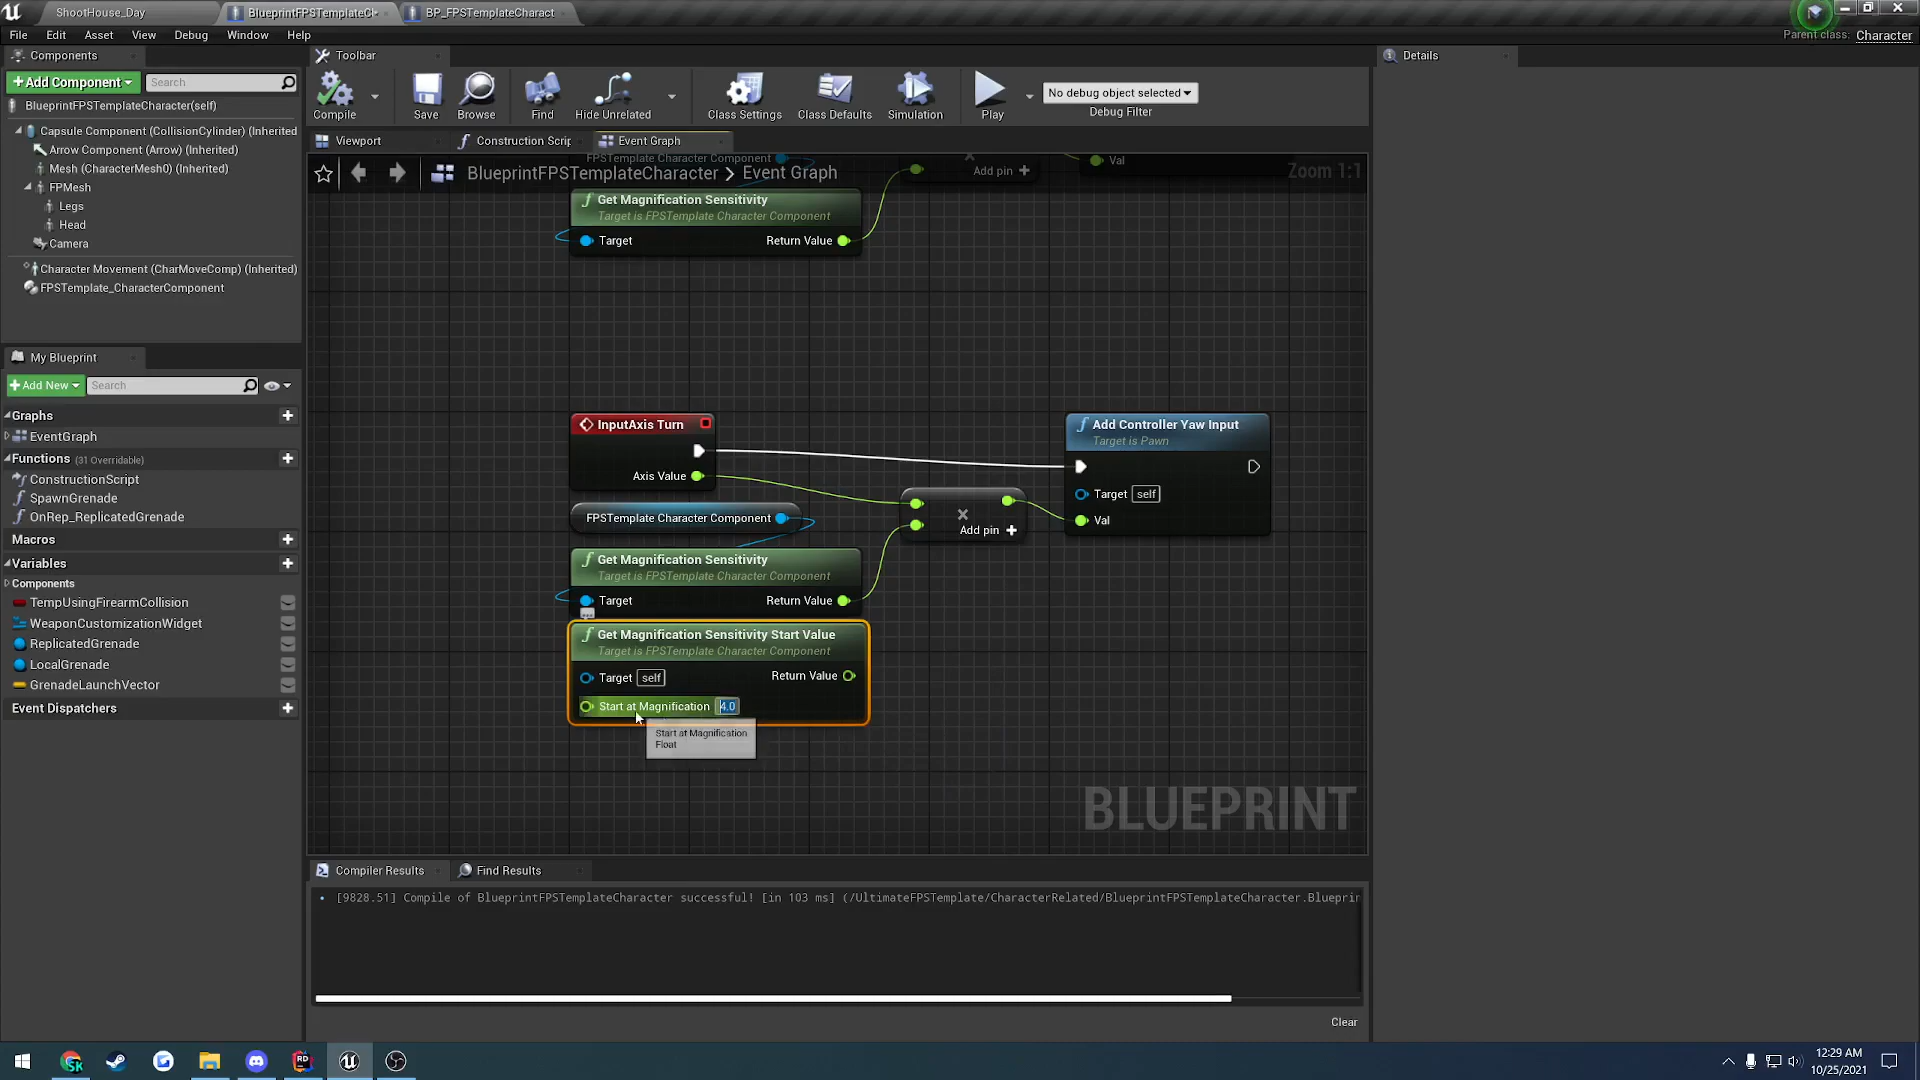 ShootHouse_Day
BlueprintFPSTemplateCh
BP_FPSTemplateCharact
File
Edit
Asset
View
Debug
Window
Help
Parent class: Character
Components
+Add Component
Search
BlueprintFPSTemplateCharacter(self)
Capsule Component (CollisionCylinder) (Inherited
Arrow Component (Arrow) (Inherited)
Mesh (CharacterMesh0) (Inherited)
FPMesh
Legs
Head
Camera
Character Movement (CharMoveComp) (Inherited)
FPSTemplate_CharacterComponent
Toolbar
Compile
Save
Browse
Find
Hide Unrelated
Class Settings
Class Defaults
Simulation
Play
No debug object selected
Debug Filter
Details
Viewport
Construction Scrip
Event Graph
BlueprintFPSTemplateCharacter > Event Graph
Zoom 1:1
FPSTemplate Character Component
Add pin +
Val
Get Magnification Sensitivity
Target is FPSTemplate Character Component
Target
Return Value
InputAxis Turn
Axis Value
FPSTemplate Character Component
Get Magnification Sensitivity
Target is FPSTemplate Character Component
Target
Return Value
Get Magnification Sensitivity Start Value
Target is FPSTemplate Character Component
Target self
Return Value
Start at Magnification 4.0
Start at Magnification
Float
Add pin +
Add Controller Yaw Input
Target is Pawn
Target self
Val
BLUEPRINT
My Blueprint
+Add New
Search
Graphs
EventGraph
Functions (31 Overridable)
ConstructionScript
SpawnGrenade
OnRep_ReplicatedGrenade
Macros
Variables
Components
TempUsingFirearmCollision
WeaponCustomizationWidget
ReplicatedGrenade
LocalGrenade
GrenadeLaunchVector
Event Dispatchers
Compiler Results
Find Results
[9828.51] Compile of BlueprintFPSTemplateCharacter successful! [in 103 ms] (/UltimateFPSTemplate/CharacterRelated/BlueprintFPSTemplateCharacter.Blueprin
Clear
12:29 AM
10/25/2021